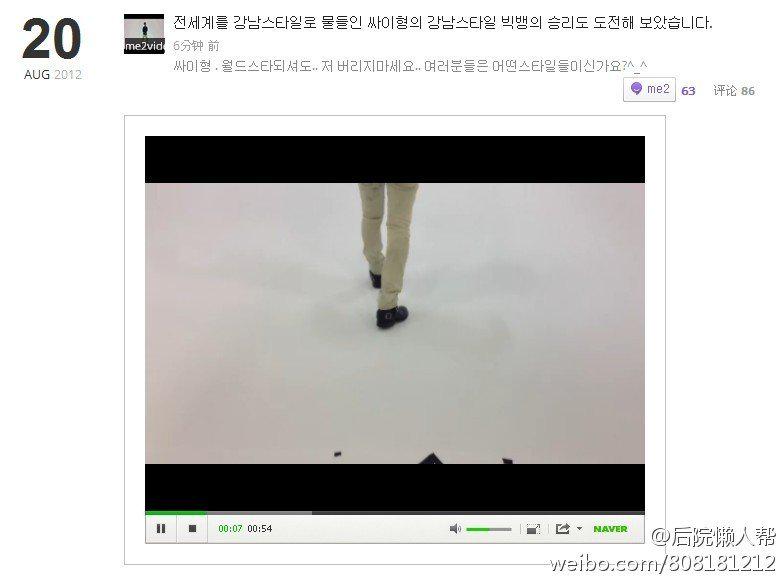 20
AUG 2012
me2vide
전세계를 강남스타일로 물들인 싸이형의 강남스타일 빅뱅의 승리도 도전해 보았습니다.
6分钟 前
싸이형 . 월드스타되셔도.. 저 버리지마세요.. 여러분들은 어떤스타일들이신가요?^_^
me2 63 评论 86
00:07 00:54
NAVER
@后院懒人帮
weibo.com/808181212